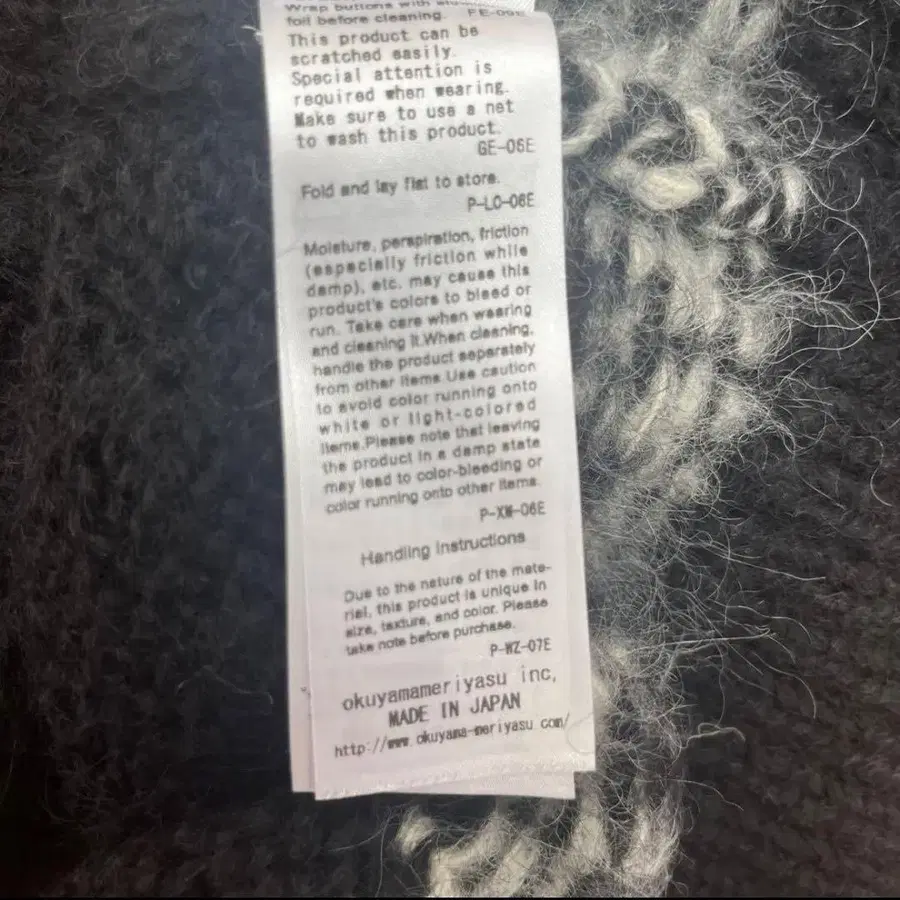 Wrap buttons with
foil before cleaning. FE-06E
This product can be
scratched easily.
Special attention is
required when wearing.
Make sure to use a net
to wash this product.
GE-06E
Fold and lay flat to store.
P-LO-06E
Moisture, perspiration, friction
(especially friction while
damp), etc. may cause this
product's colors to bleed or
run. Take care when wearing
and cleaning it.When cleaning,
handle the product separately
from other items.Use caution
to avoid color running onto
white or light-colored
items.Please note that leaving
the product in a damp state
may lead to color-bleeding or
color running onto other items.
P-XM-06E
Handling instructions
Due to the nature of the mate-
rial, this product is unique in
size, texture, and color. Please
take note before purchase.
P-WZ-07E
okuyamameriyasu inc,
MADE IN JAPAN
http://www.okuyama-meriyasu.com/